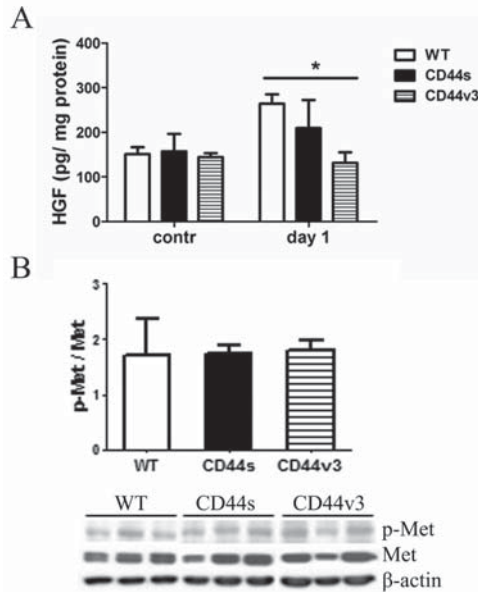 A
HGF (pg/ mg protein)
400
300
200
100
0
contr
day 1
*
WT
CD44s
CD44v3
B
p-Met / Met
3
2
1
0
WT
CD44s
CD44v3
WT
CD44s
CD44v3
p-Met
Met
β-actin